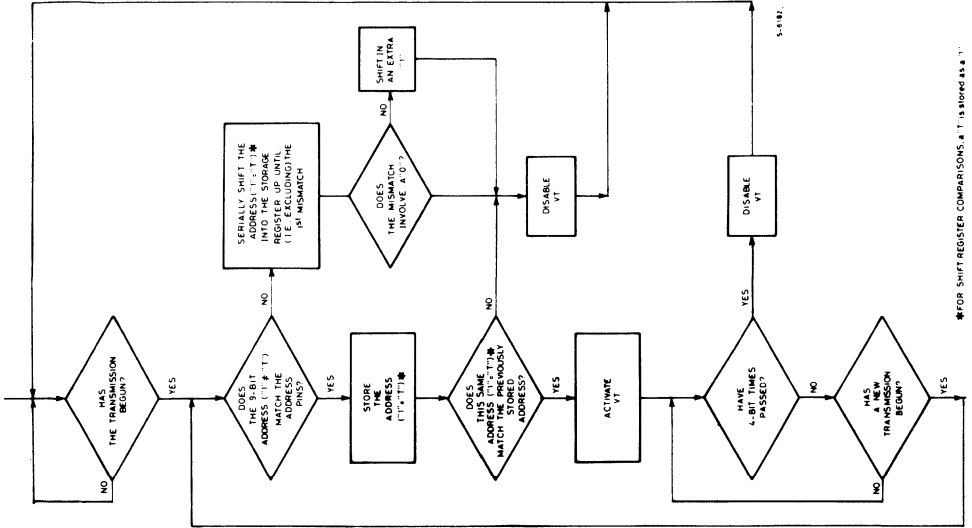 HAS
THE TRANSMISSION
BEGUN?
NO
YES
DOES
THE 9-BIT
ADDRESS ("1" ≠ "T")
MATCH THE
ADDRESS
PINS?
NO
YES
SERIALLY SHIFT THE
ADDRESS ("1" = "T")✱
INTO THE STORAGE
REGISTER UP UNTIL
(I E. EXCLUDING) THE
1st MISMATCH
DOES
THE MISMATCH
INVOLVE A "0"?
NO
SHIFT IN
AN EXTRA
"1"
STORE
THE
ADDRESS
("1" = "T")✱
DOES
THIS SAME
ADDRESS ("1" = "T")✱
MATCH THE PREVIOUSLY
STORED
ADDRESS?
NO
YES
DISABLE
VT
ACTIVATE
VT
HAVE
4-BIT TIMES
PASSED?
YES
NO
DISABLE
VT
HAS
A NEW
TRANSMISSION
BEGUN?
NO
YES
S-6182
✱FOR SHIFT REGISTER COMPARISONS, a "T" is stored as a "1"